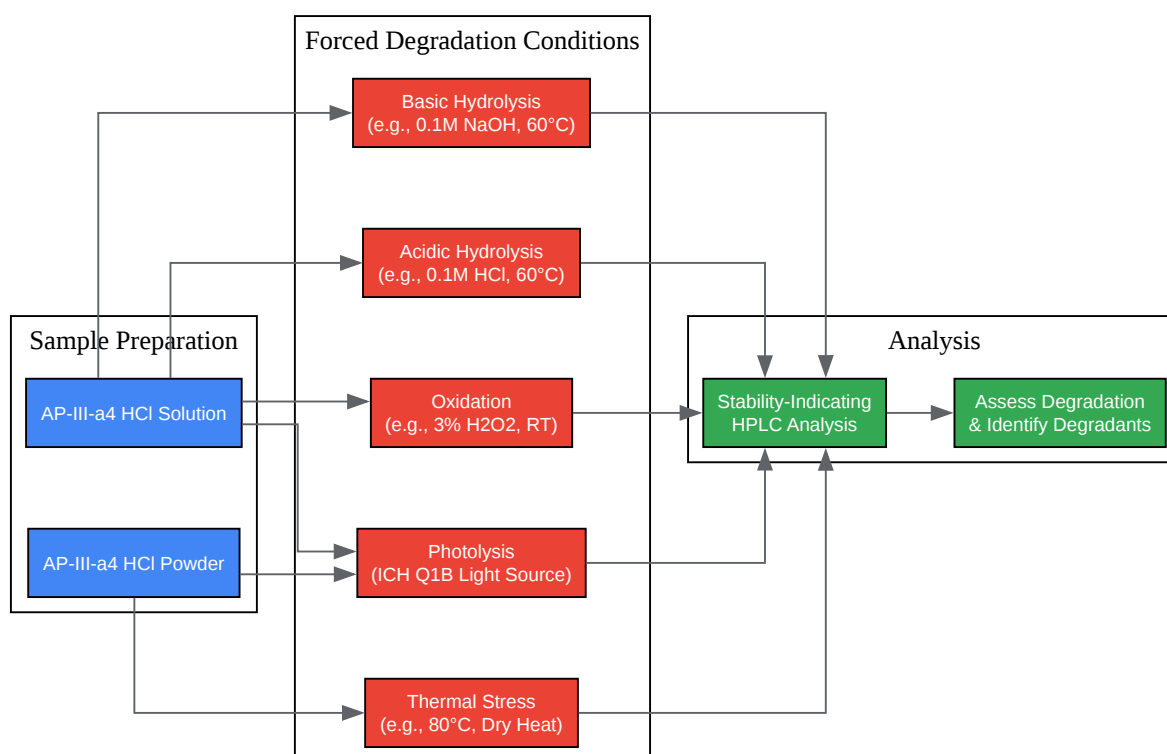 Forced Degradation Conditions
Basic Hydrolysis
(e.g., 0.1M NaOH, 60°C)
Acidic Hydrolysis
(e.g., 0.1M HCl, 60°C)
Sample Preparation
Analysis
AP-III-a4 HCl Solution
Oxidation
(e.g., 3% H2O2, RT)
Stability-Indicating
HPLC Analysis
Assess Degradation
& Identify Degradants
AP-III-a4 HCl Powder
Photolysis
(ICH Q1B Light Source)
Thermal Stress
(e.g., 80°C, Dry Heat)